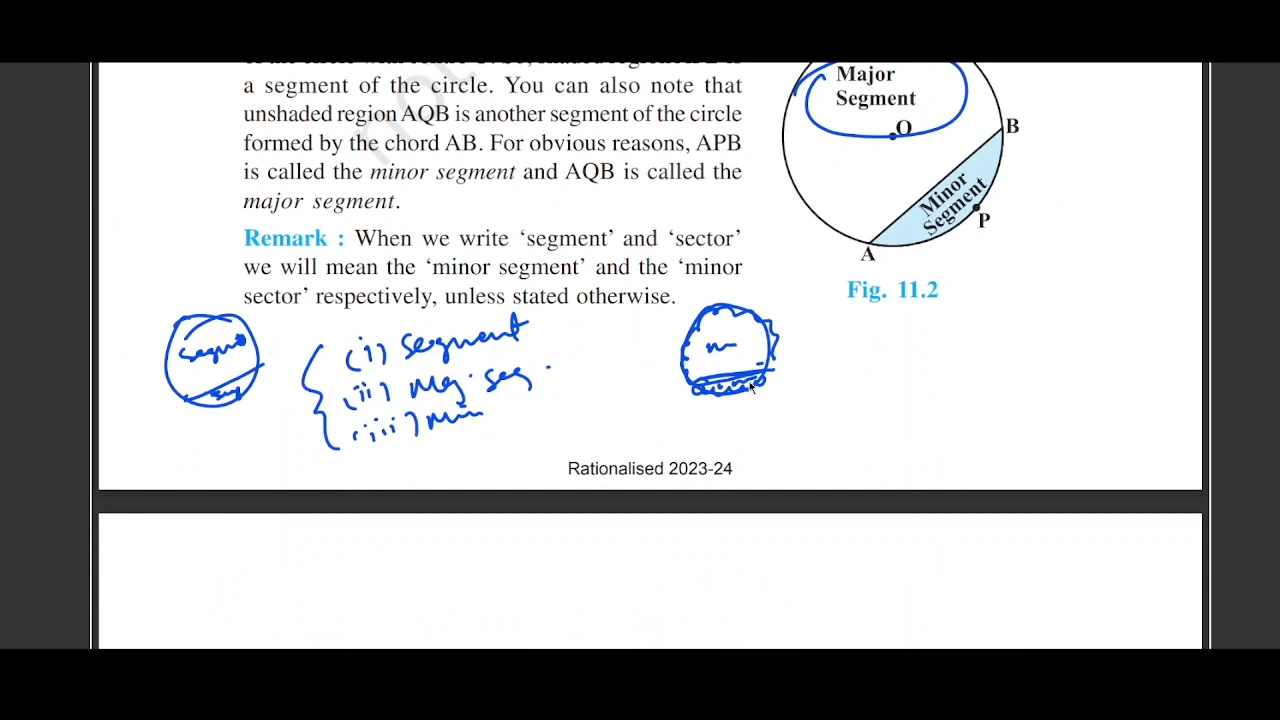 a segment of the circle. You can also note that
unshaded region AQB is another segment of the circle
formed by the chord AB. For obvious reasons, APB
is called the minor segment and AQB is called the
major segment.
Remark : When we write ‘segment’ and ‘sector’
we will mean the ‘minor segment’ and the ‘minor
sector’ respectively, unless stated otherwise.
Major
Segment
O
B
Minor
Segment
P
A
Fig. 11.2
(i) segment
(ii) Maj. seg.
(iii) Min
Rationalised 2023-24